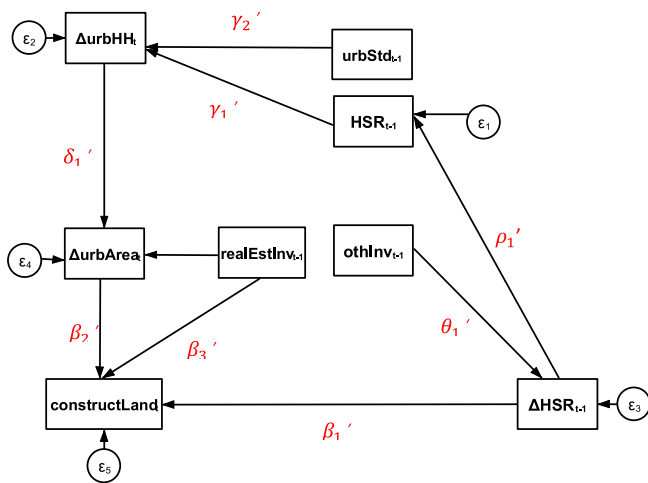 γ₂ ′
ε₂
ΔurbHHₜ
urbStdₜ₋₁
γ₁ ′
HSRₜ₋₁
ε₁
δ₁ ′
ρ₁′
ε₄
ΔurbAreaₜ
realEstInvₜ₋₁
othInvₜ₋₁
β₂ ′
β₃ ′
θ₁ ′
constructLandₜ
ΔHSRₜ₋₁
ε₃
β₁ ′
ε₅